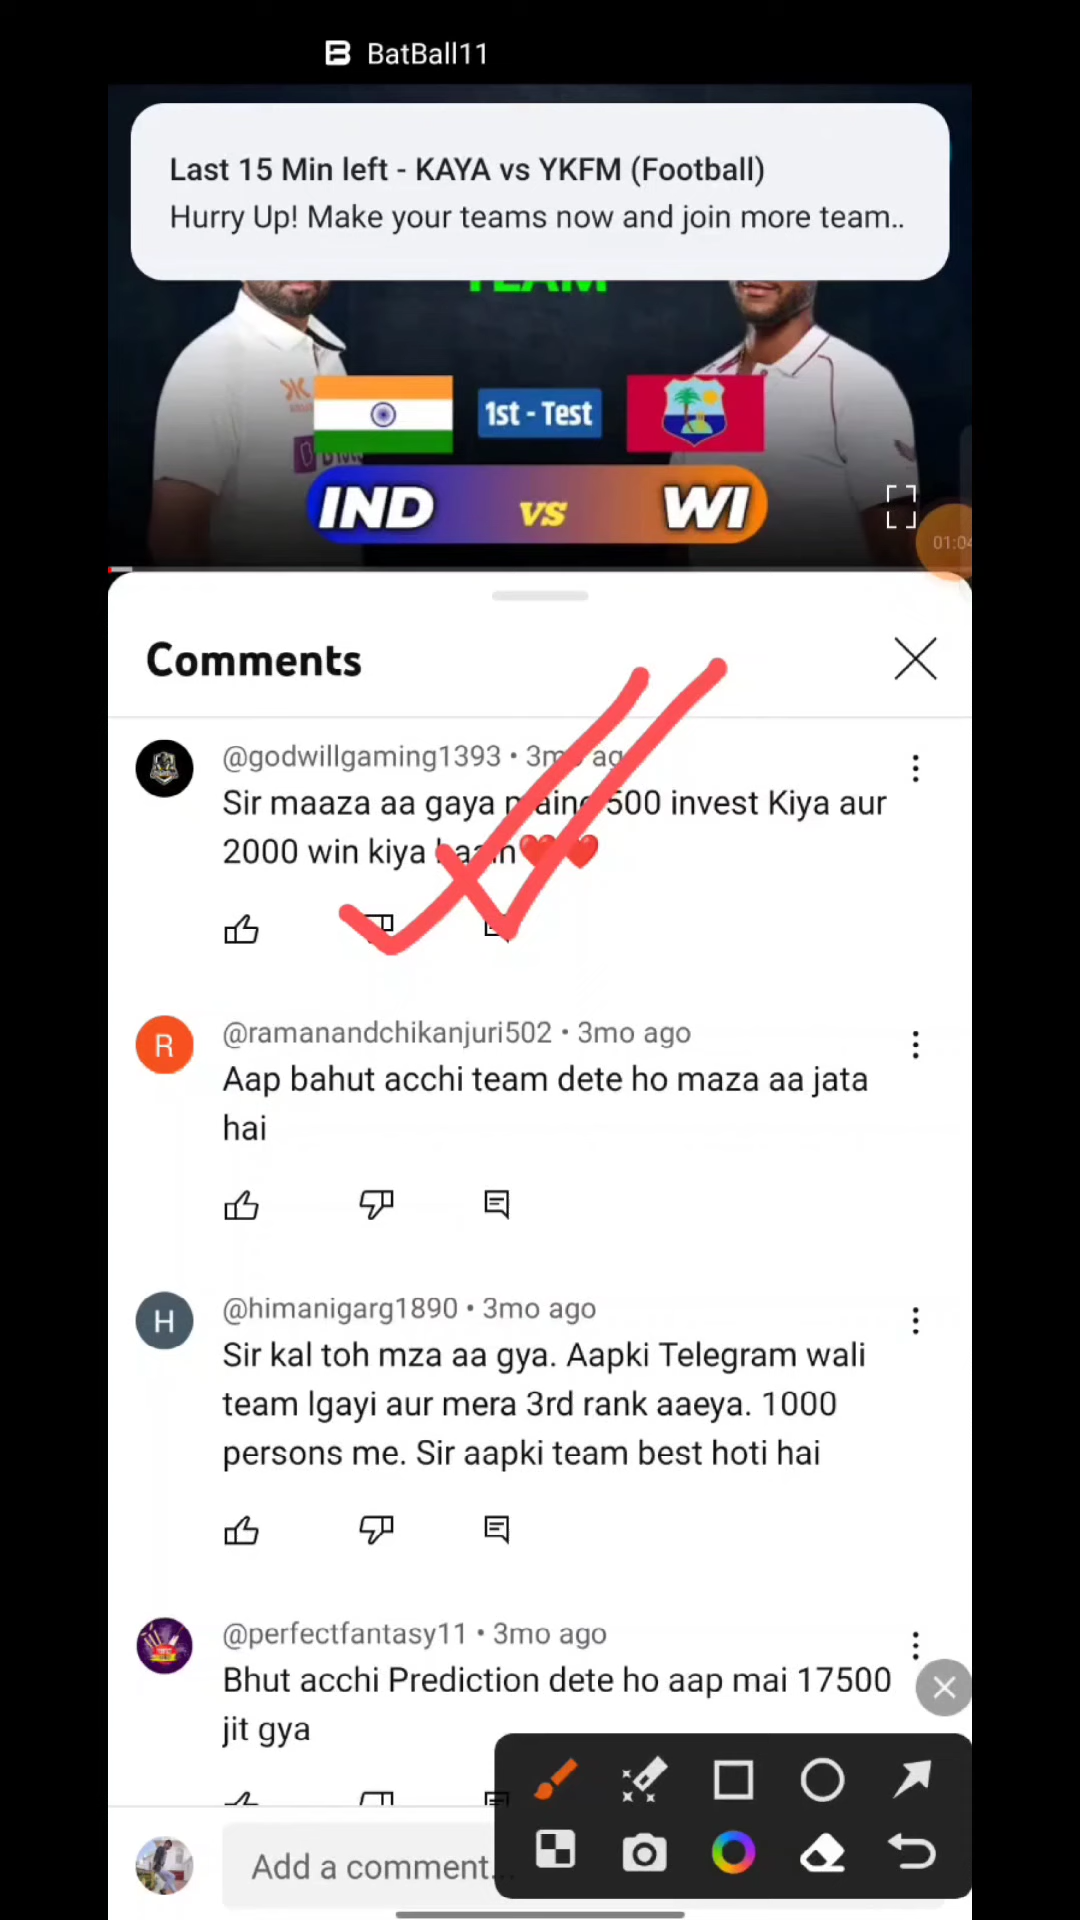 BatBall11
Last 15 Min left - KAYA vs YKFM (Football)
Hurry Up! Make your teams now and join more team..
TEAM
1st - Test
IND vs WI
01:04
Comments
@godwillgaming1393 • 3mo ago
Sir maaza aa gaya maine 500 invest Kiya aur
2000 win kiya haain❤️❤️
R
@ramanandchikanjuri502 • 3mo ago
Aap bahut acchi team dete ho maza aa jata
hai
H
@himanigarg1890 • 3mo ago
Sir kal toh mza aa gya. Aapki Telegram wali
team lgayi aur mera 3rd rank aaeya. 1000
persons me. Sir aapki team best hoti hai
@perfectfantasy11 • 3mo ago
Bhut acchi Prediction dete ho aap mai 17500
jit gya
Add a comment...